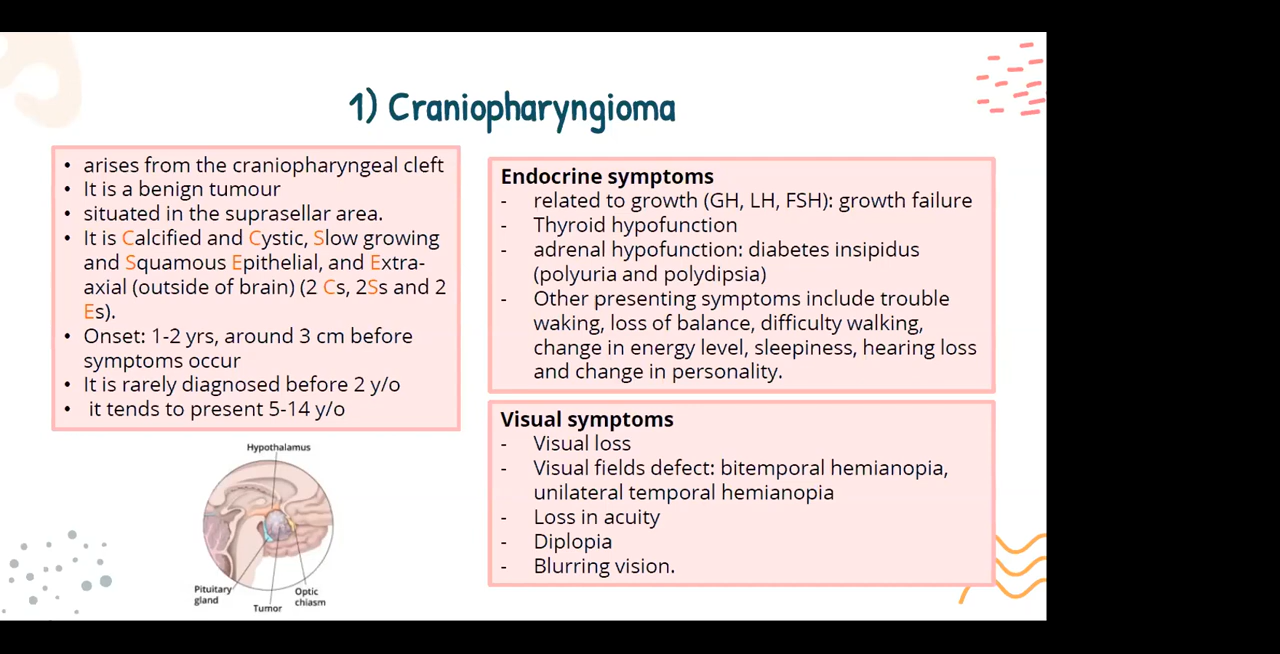 1) Craniopharyngioma
• arises from the craniopharyngeal cleft
• It is a benign tumour
• situated in the suprasellar area.
• It is Calcified and Cystic, Slow growing
and Squamous Epithelial, and Extra-
axial (outside of brain) (2 Cs, 2Ss and 2
Es).
• Onset: 1-2 yrs, around 3 cm before
symptoms occur
• It is rarely diagnosed before 2 y/o
• it tends to present 5-14 y/o
Endocrine symptoms
- related to growth (GH, LH, FSH): growth failure
- Thyroid hypofunction
- adrenal hypofunction: diabetes insipidus
(polyuria and polydipsia)
- Other presenting symptoms include trouble
waking, loss of balance, difficulty walking,
change in energy level, sleepiness, hearing loss
and change in personality.
Visual symptoms
- Visual loss
- Visual fields defect: bitemporal hemianopia,
unilateral temporal hemianopia
- Loss in acuity
- Diplopia
- Blurring vision.
Hypothalamus
Pituitary
gland
Tumor
Optic
chiasm